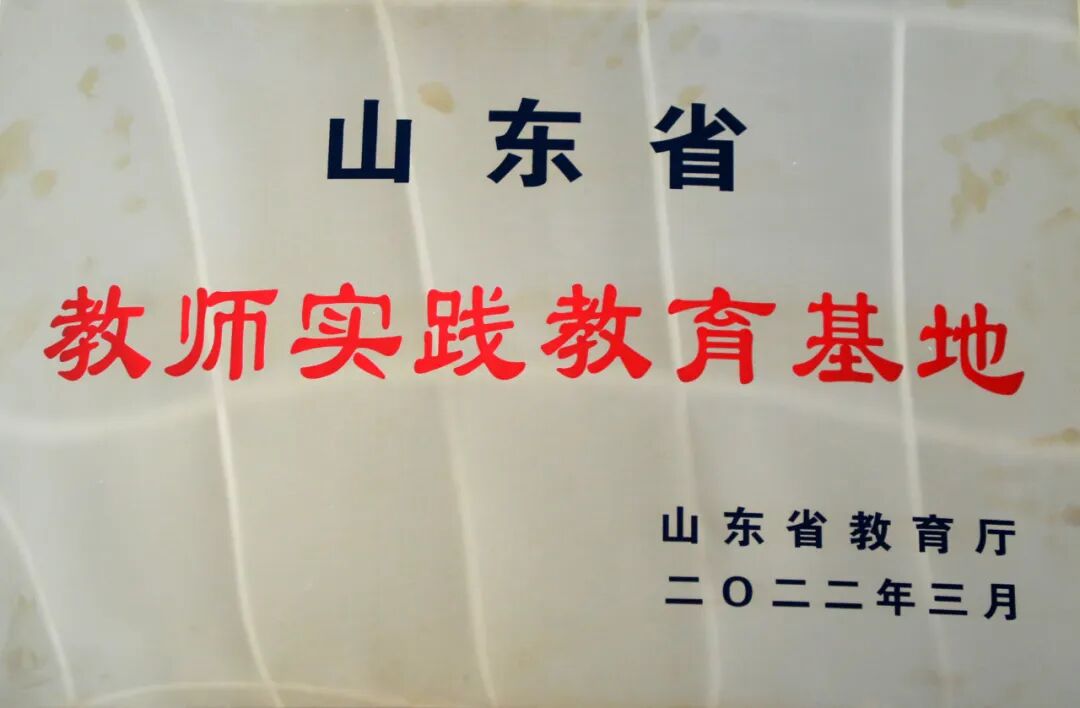 山东省
教师实践教育基地
山东省教育厅
二〇二二年三月